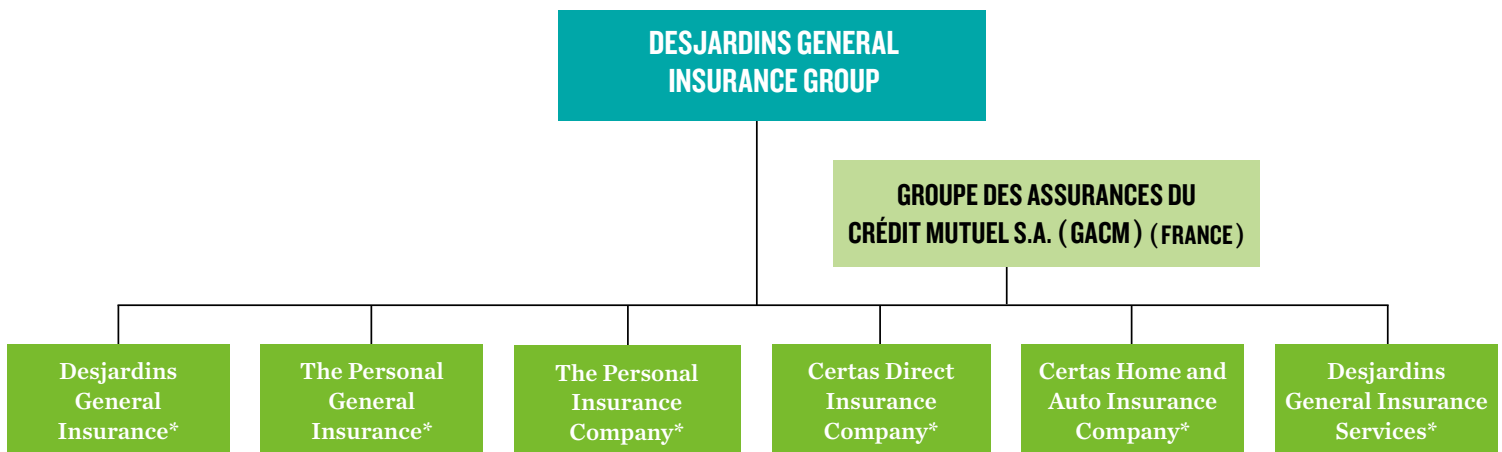 DESJARDINS GENERAL
INSURANCE GROUP
GROUPE DES ASSURANCES DU
CRÉDIT MUTUEL S.A. (GACM) (FRANCE)
Desjardins
General
Insurance*
The Personal
General
Insurance*
The Personal
Insurance
Company*
Certas Direct
Insurance
Company*
Certas Home and
Auto Insurance
Company*
Desjardins
General Insurance
Services*